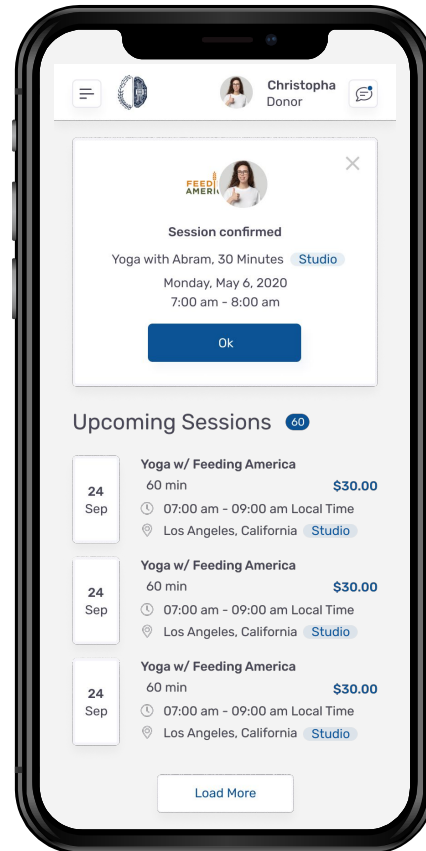 Christopha
Donor
FEED
AMERI
Session confirmed
Yoga with Abram, 30 Minutes Studio
Monday, May 6, 2020
7:00 am - 8:00 am
Ok
Upcoming Sessions 60
Yoga w/ Feeding America
24 Sep
60 min $30.00
07:00 am - 09:00 am Local Time
Los Angeles, California Studio
Yoga w/ Feeding America
24 Sep
60 min $30.00
07:00 am - 09:00 am Local Time
Los Angeles, California Studio
Yoga w/ Feeding America
24 Sep
60 min $30.00
07:00 am - 09:00 am Local Time
Los Angeles, California Studio
Load More